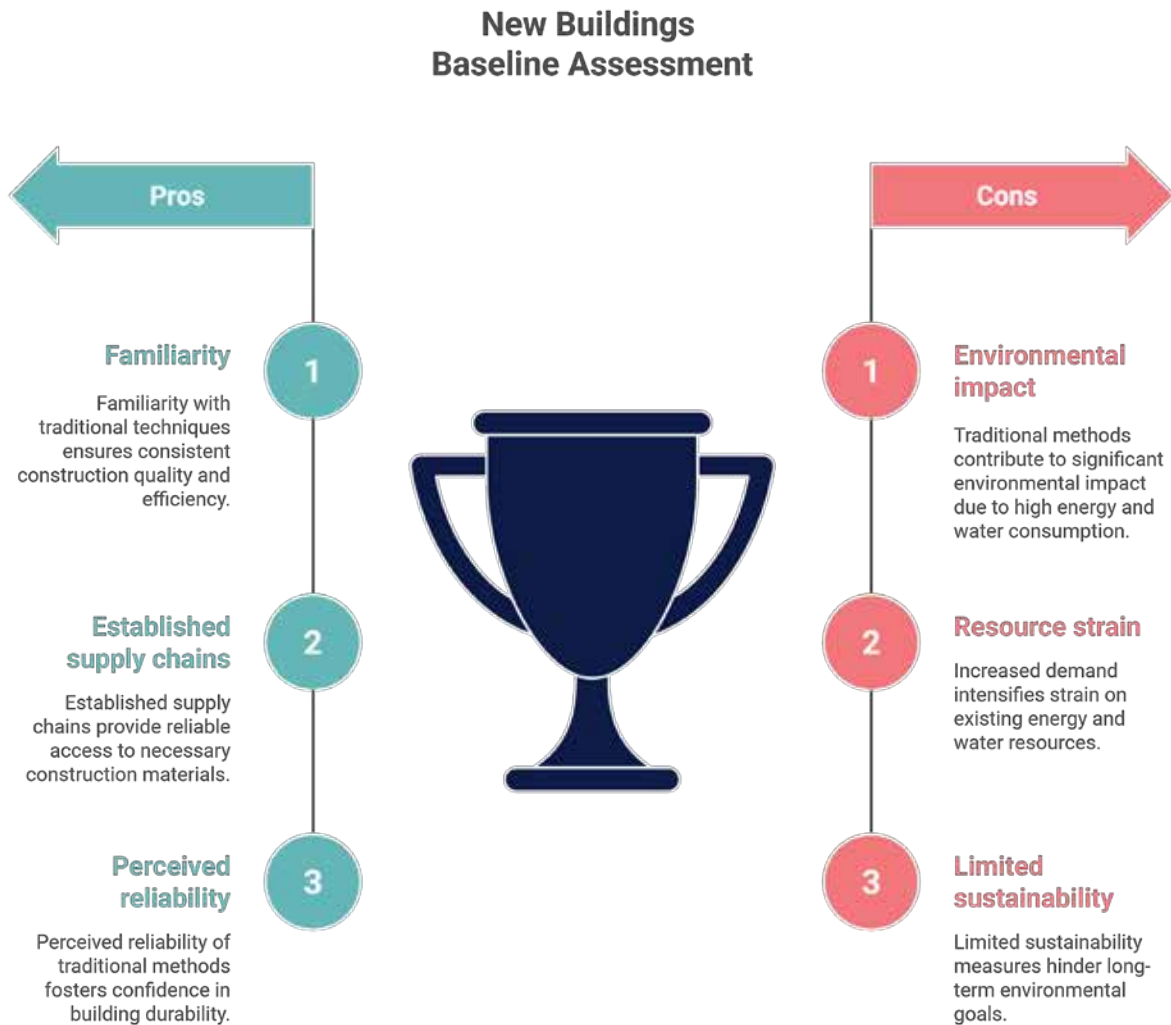 New Buildings
Baseline Assessment
Pros
1
Familiarity
Familiarity with
traditional techniques
ensures consistent
construction quality and
efficiency.
2
Established
supply chains
Established supply
chains provide reliable
access to necessary
construction materials.
3
Perceived
reliability
Perceived reliability of
traditional methods
fosters confidence in
building durability.
Cons
1
Environmental
impact
Traditional methods
contribute to significant
environmental impact
due to high energy and
water consumption.
2
Resource strain
Increased demand
intensifies strain on
existing energy and
water resources.
3
Limited
sustainability
Limited sustainability
measures hinder long-
term environmental
goals.